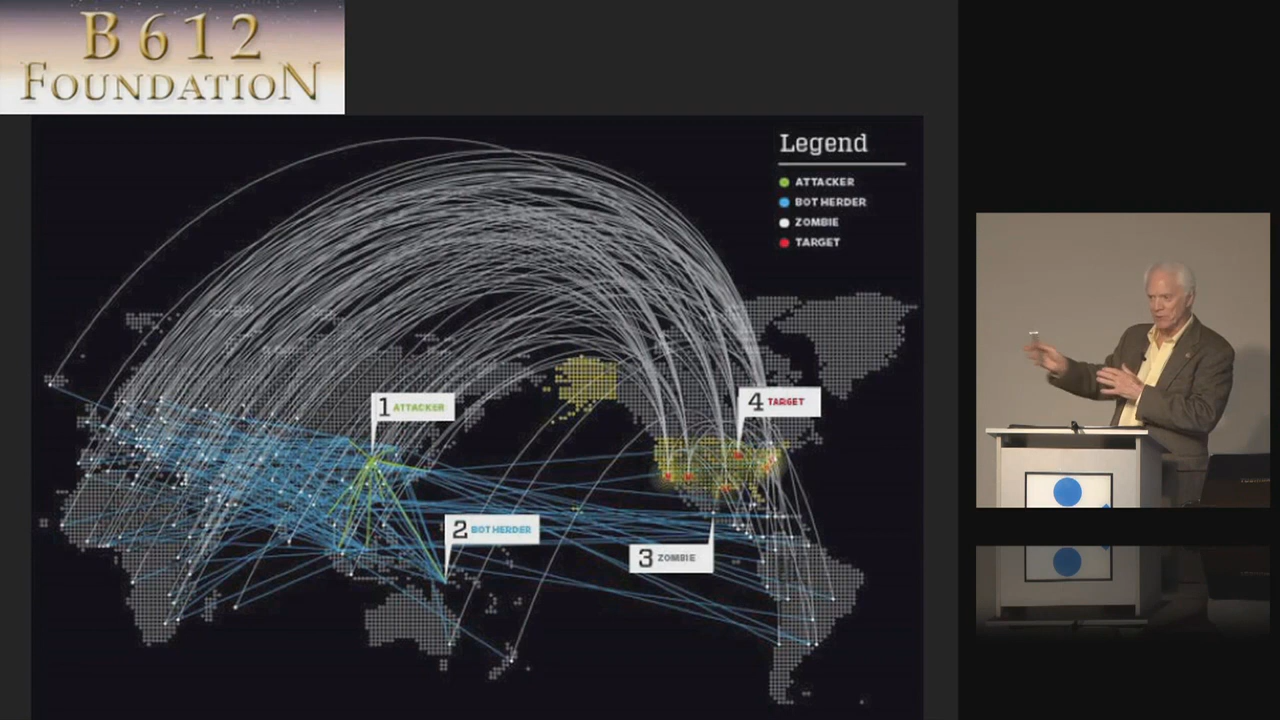 B612
FOUNDATION
Legend
ATTACKER
BOT HERDER
ZOMBIE
TARGET
1 ATTACKER
4 TARGET
2 BOT HERDER
3 ZOMBIE